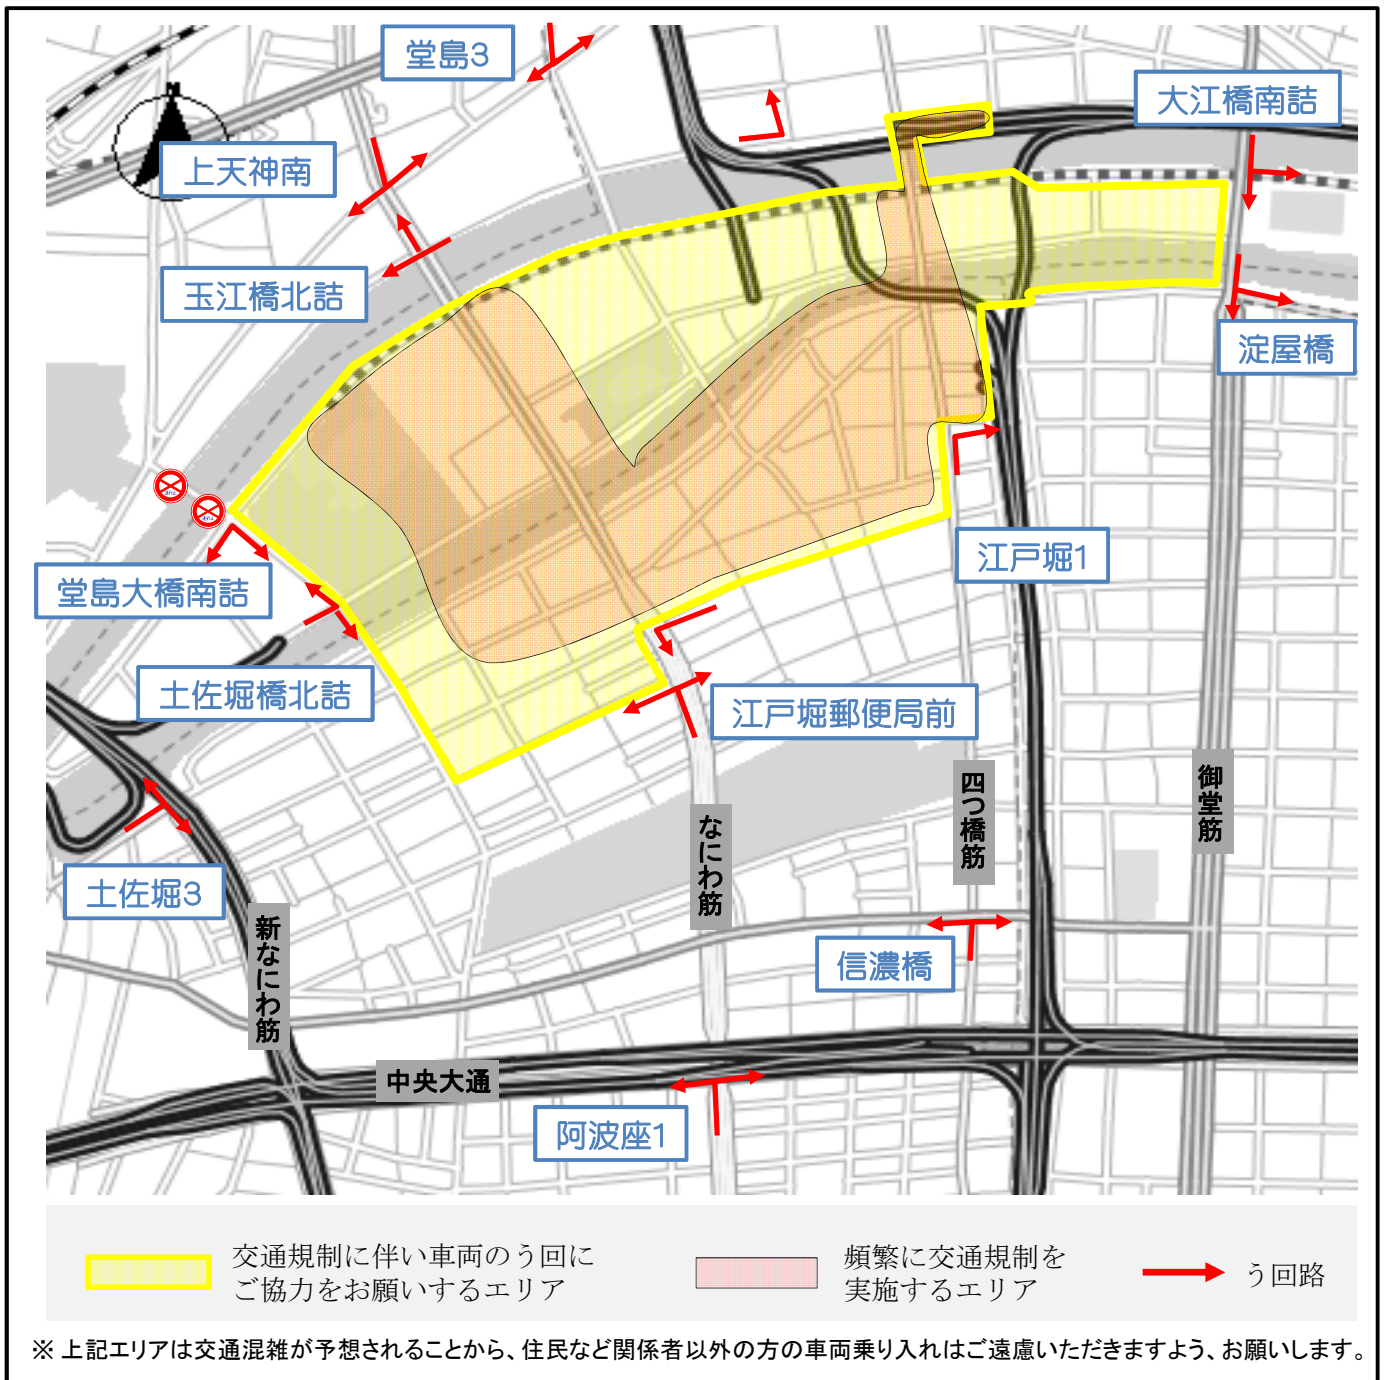 堂島3
大江橋南詰
N
上天神南
玉江橋北詰
淀屋橋
江戸堀1
堂島大橋南詰
土佐堀橋北詰
江戸堀郵便局前
御堂筋
四つ橋筋
なにわ筋
土佐堀3
新なにわ筋
信濃橋
中央大通
阿波座1
交通規制に伴い車両のう回に
ご協力をお願いするエリア
頻繁に交通規制を
実施するエリア
う回路
※ 上記エリアは交通混雑が予想されることから、住民など関係者以外の方の車両乗り入れはご遠慮いただきますよう、お願いします。